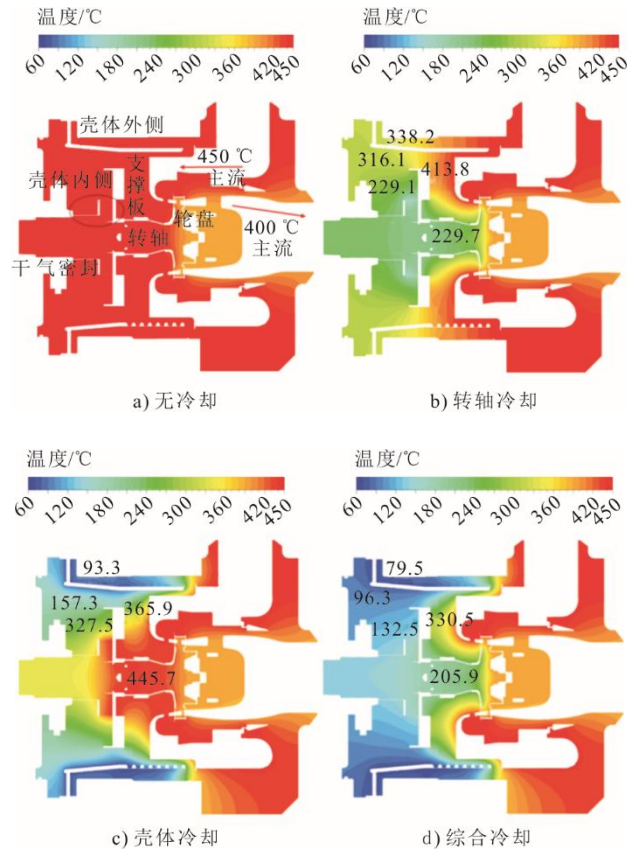 温度/℃
60 120 180 240 300 360 420 450
壳体外侧
支撑板
450 ℃
主流
壳体内侧
轮盘
400 ℃
主流
转轴
干气密封
a) 无冷却
温度/℃
60 120 180 240 300 360 420 450
338.2
316.1
413.8
229.1
229.7
b) 转轴冷却
温度/℃
60 120 180 240 300 360 420 450
93.3
157.3
365.9
327.5
445.7
c) 壳体冷却
温度/℃
60 120 180 240 300 360 420 450
79.5
96.3
330.5
132.5
205.9
d) 综合冷却